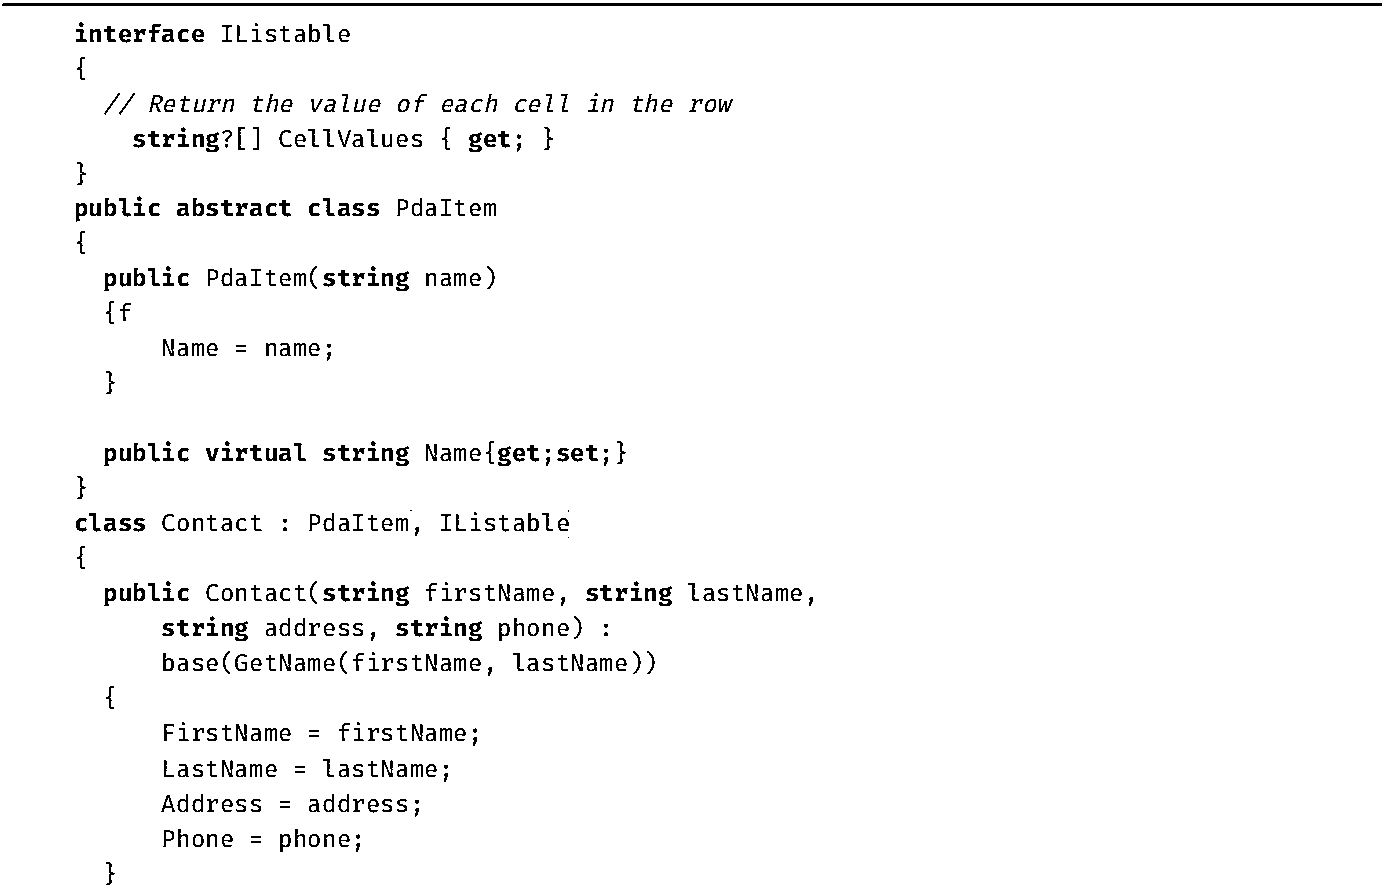 interface IListable
{
  // Return the value of each cell in the row
    string?[] CellValues { get; }
}
public abstract class PdaItem
{
  public PdaItem(string name)
  {f
      Name = name;
  }

  public virtual string Name{get;set;}
}
class Contact : PdaItem, IListable
{
  public Contact(string firstName, string lastName,
      string address, string phone) :
      base(GetName(firstName, lastName))
  {
      FirstName = firstName;
      LastName = lastName;
      Address = address;
      Phone = phone;
  }